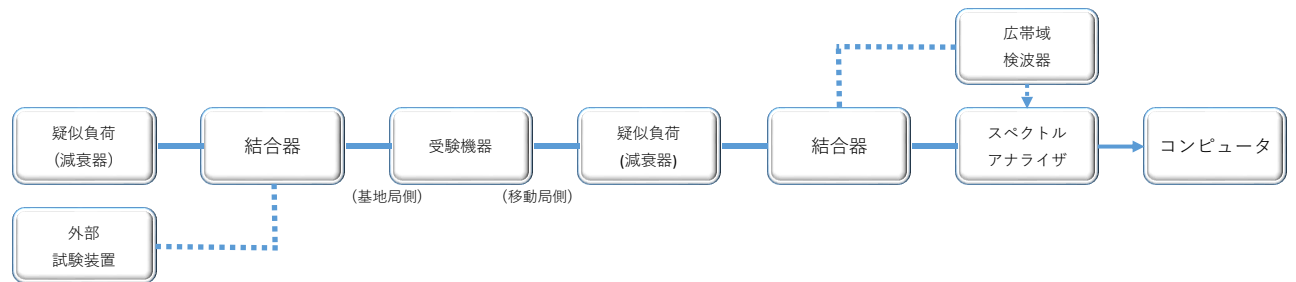 広帯域
検波器
疑似負荷
（減衰器）
結合器
受験機器
疑似負荷
(減衰器)
結合器
スペクトル
アナライザ
コンピュータ
（基地局側）
（移動局側）
外部
試験装置